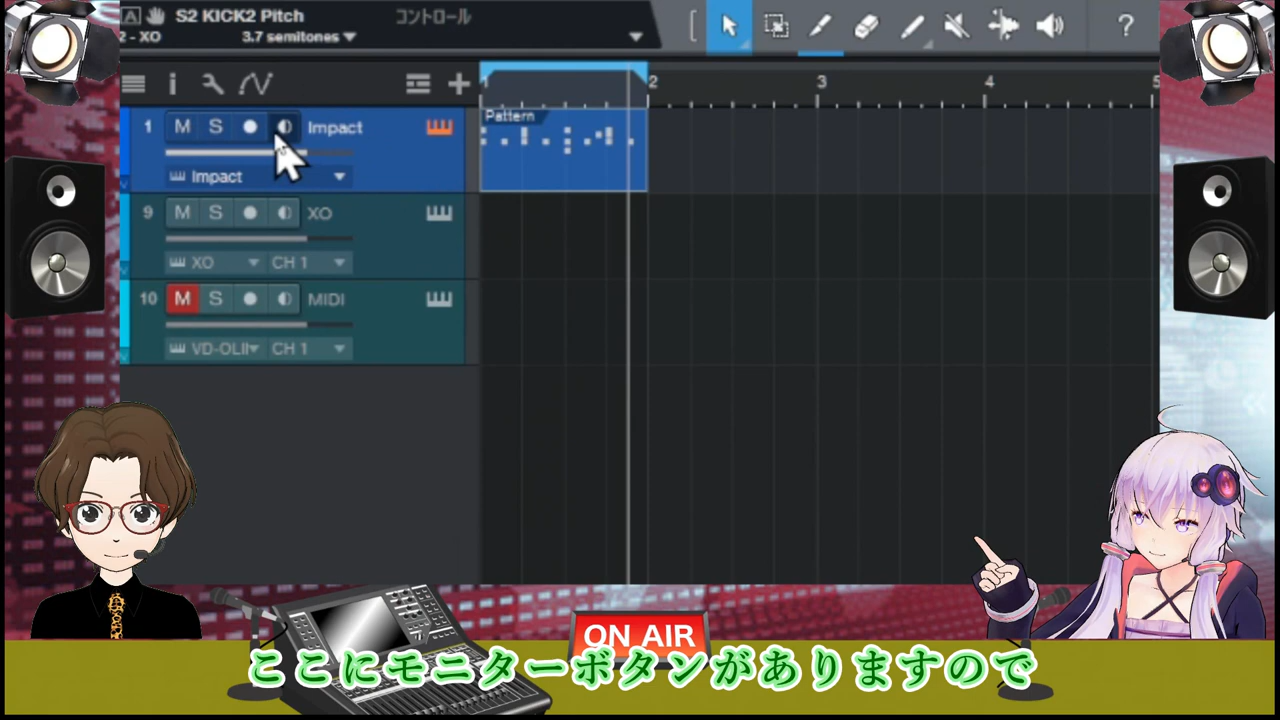 A S2 KICK2 Pitch コントロール
2 - XO 3.7 semitones
1 2 3 4 5
1 M S Impact
Pattern
Impact
9 M S XO
XO CH 1
10 M S MIDI
VD-OLII CH 1
ON AIR
ここにモニターボタンがありますので